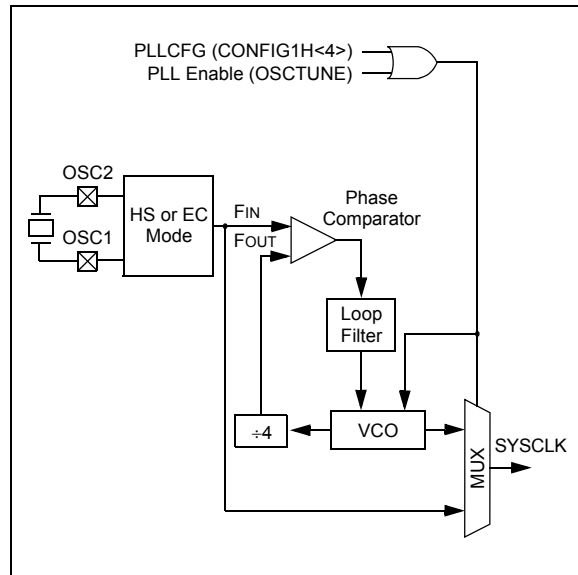 PLLCFG (CONFIG1H<4>)
PLL Enable (OSCTUNE)
OSC2
OSC1
HS or EC
Mode
FIN
FOUT
Phase
Comparator
Loop
Filter
÷4
VCO
MUX
SYSCLK